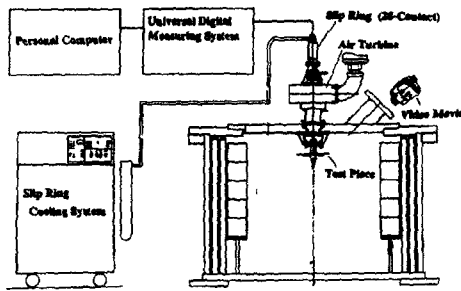 Personal Computer
Universal Digital
Measuring System
Slip Ring (20-Contact)
Air Turbine
Video Movie
Test Piece
Slip Ring
Cooling System